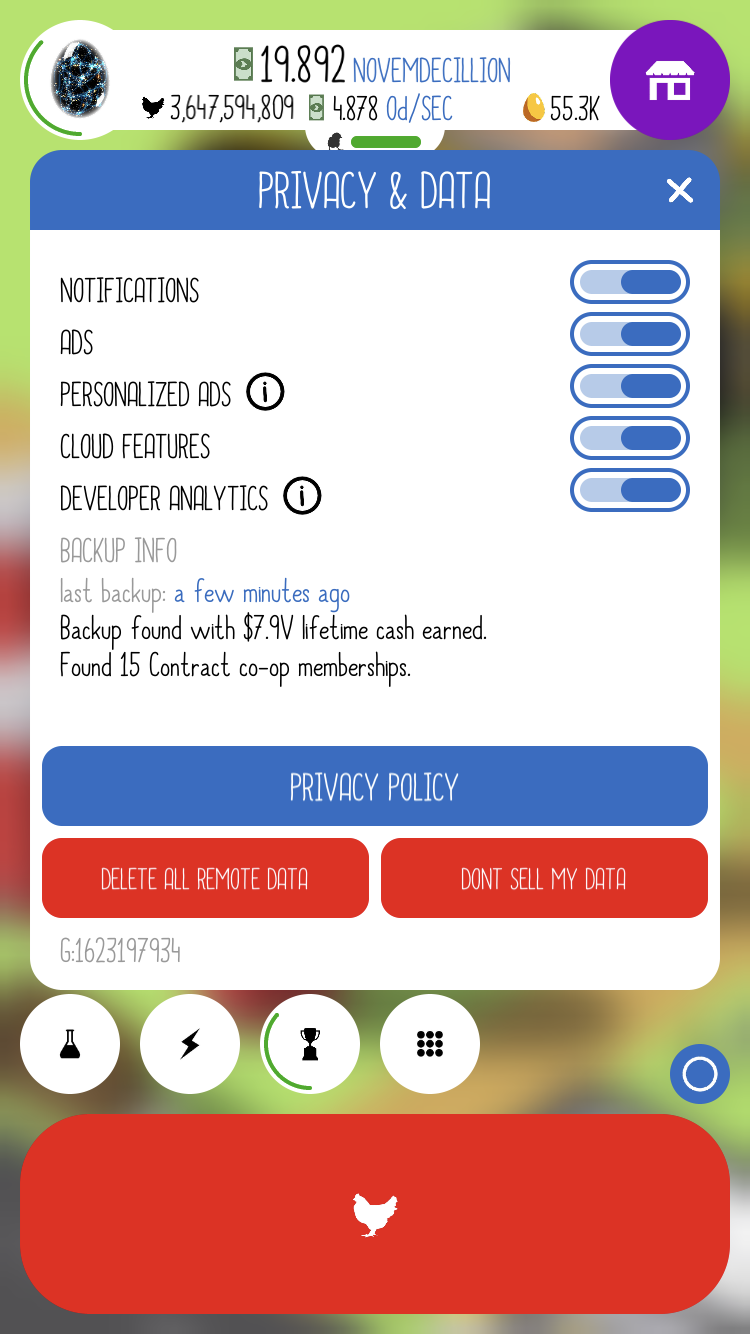 19.892 NOVEMDECILLION
3,647,594,809 4.878 Od/SEC 55.3K
PRIVACY & DATA
NOTIFICATIONS
ADS
PERSONALIZED ADS i
CLOUD FEATURES
DEVELOPER ANALYTICS i
BACKUP INFO
last backup: a few minutes ago
Backup found with $7.9V lifetime cash earned.
Found 15 Contract co-op memberships.
PRIVACY POLICY
DELETE ALL REMOTE DATA
DONT SELL MY DATA
G:1623197934